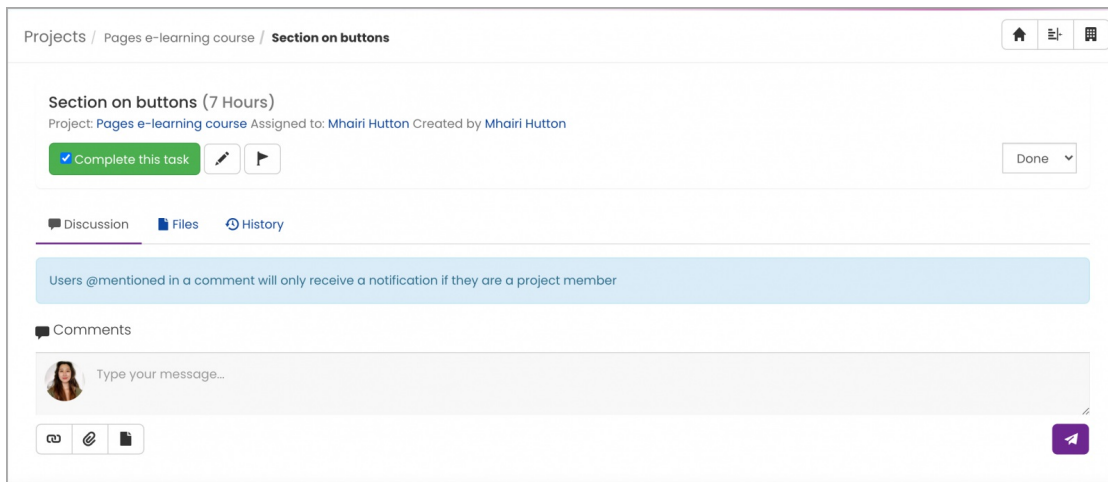 Projects / Pages e-learning course / Section on buttons
Section on buttons (7 Hours)
Project: Pages e-learning course Assigned to: Mhairi Hutton Created by Mhairi Hutton
Complete this task
Done
Discussion Files History
Users @mentioned in a comment will only receive a notification if they are a project member
Comments
Type your message...